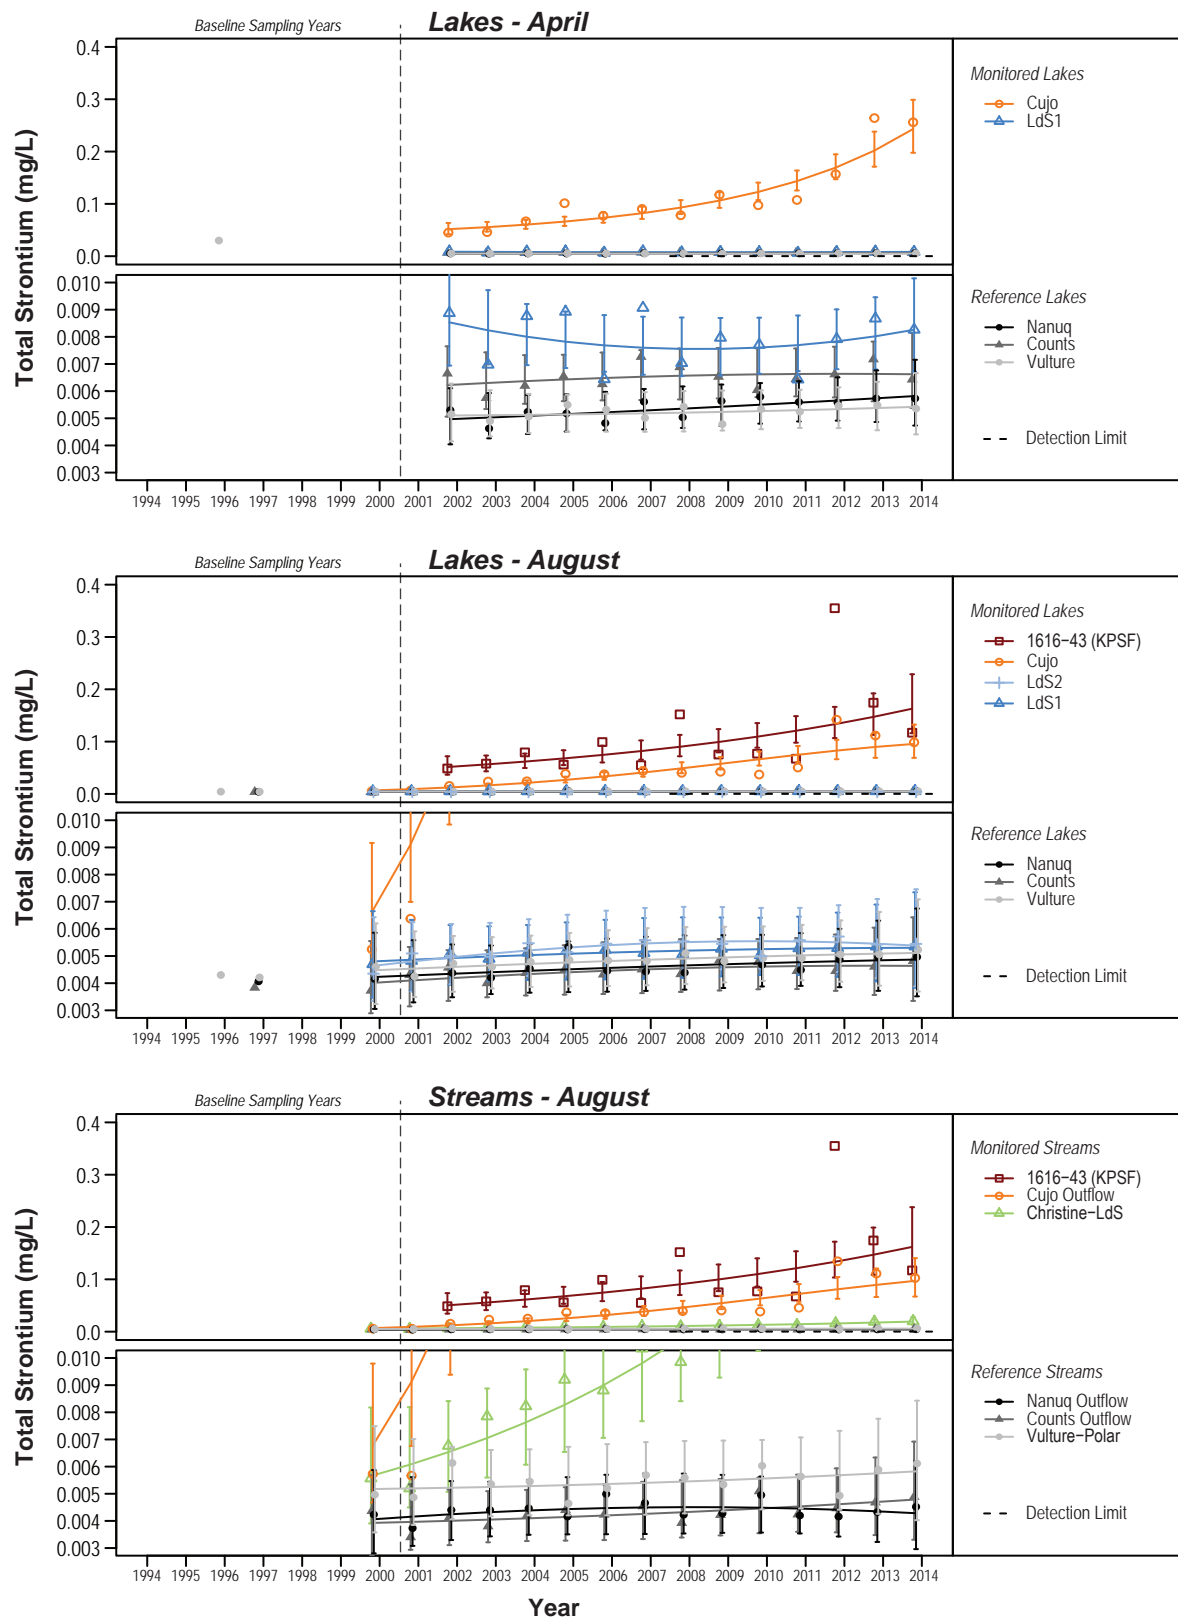 Baseline Sampling Years
Lakes - April
Total Strontium (mg/L)
0.4
0.3
0.2
0.1
0.0
Monitored Lakes
Cujo
LdS1
Total Strontium (mg/L)
0.010
0.009
0.008
0.007
0.006
0.005
0.004
0.003
Reference Lakes
Nanuq
Counts
Vulture
Detection Limit
1994 1995 1996 1997 1998 1999 2000 2001 2002 2003 2004 2005 2006 2007 2008 2009 2010 2011 2012 2013 2014
Baseline Sampling Years
Lakes - August
Total Strontium (mg/L)
0.4
0.3
0.2
0.1
0.0
Monitored Lakes
1616−43 (KPSF)
Cujo
LdS2
LdS1
Total Strontium (mg/L)
0.010
0.009
0.008
0.007
0.006
0.005
0.004
0.003
Reference Lakes
Nanuq
Counts
Vulture
Detection Limit
1994 1995 1996 1997 1998 1999 2000 2001 2002 2003 2004 2005 2006 2007 2008 2009 2010 2011 2012 2013 2014
Baseline Sampling Years
Streams - August
Total Strontium (mg/L)
0.4
0.3
0.2
0.1
0.0
Monitored Streams
1616−43 (KPSF)
Cujo Outflow
Christine−LdS
Total Strontium (mg/L)
0.010
0.009
0.008
0.007
0.006
0.005
0.004
0.003
Reference Streams
Nanuq Outflow
Counts Outflow
Vulture−Polar
Detection Limit
1994 1995 1996 1997 1998 1999 2000 2001 2002 2003 2004 2005 2006 2007 2008 2009 2010 2011 2012 2013 2014
Year